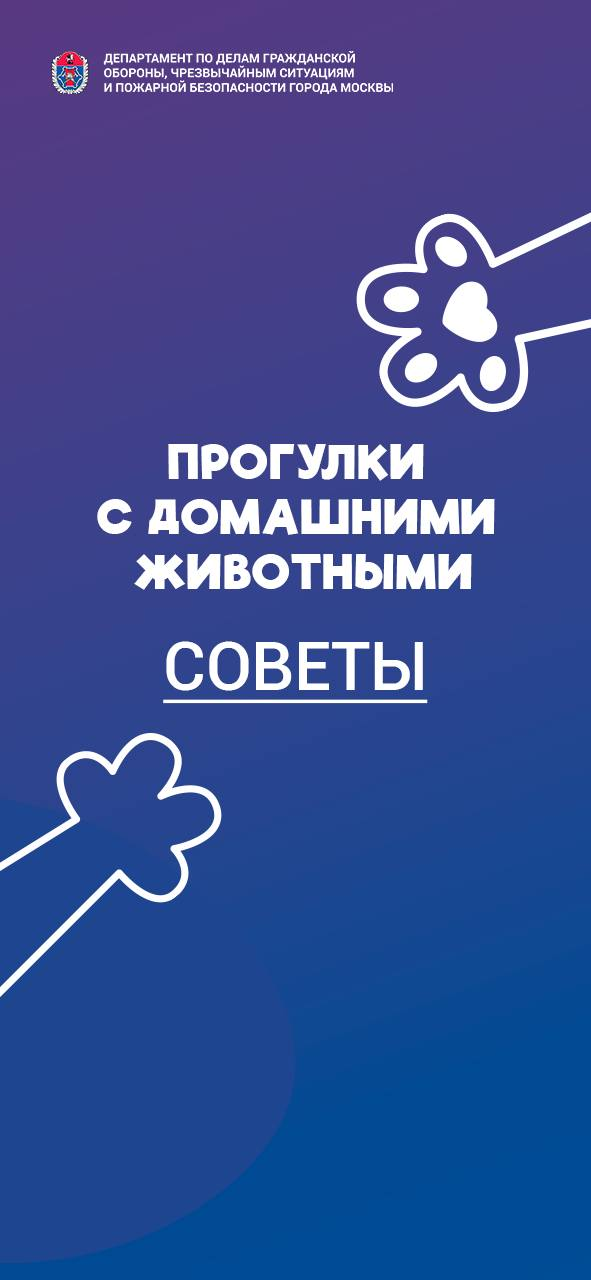 ДЕПАРТАМЕНТ ПО ДЕЛАМ ГРАЖДАНСКОЙ
ОБОРОНЫ, ЧРЕЗВЫЧАЙНЫМ СИТУАЦИЯМ
И ПОЖАРНОЙ БЕЗОПАСНОСТИ ГОРОДА МОСКВЫ
ПРОГУЛКИ
С ДОМАШНИМИ
ЖИВОТНЫМИ
СОВЕТЫ